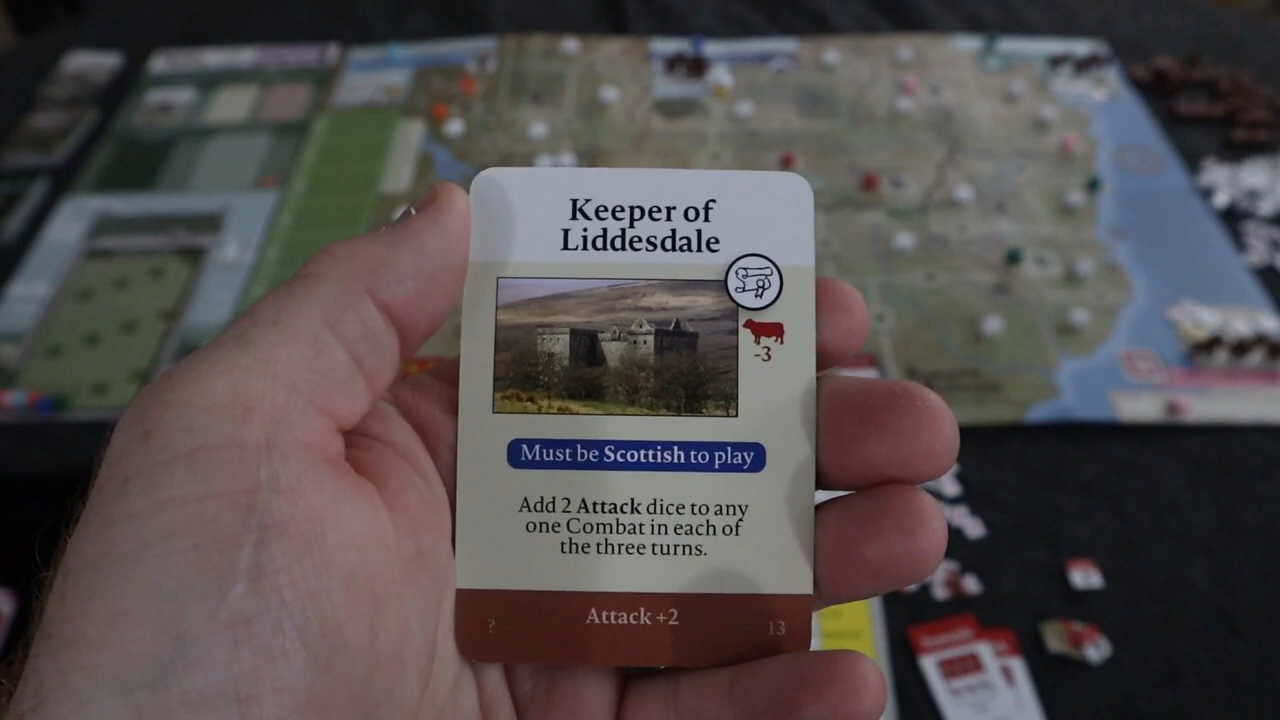 Keeper of
Liddesdale
-3
Must be Scottish to play
Add 2 Attack dice to any
one Combat in each of
the three turns.
Attack +2
?
13